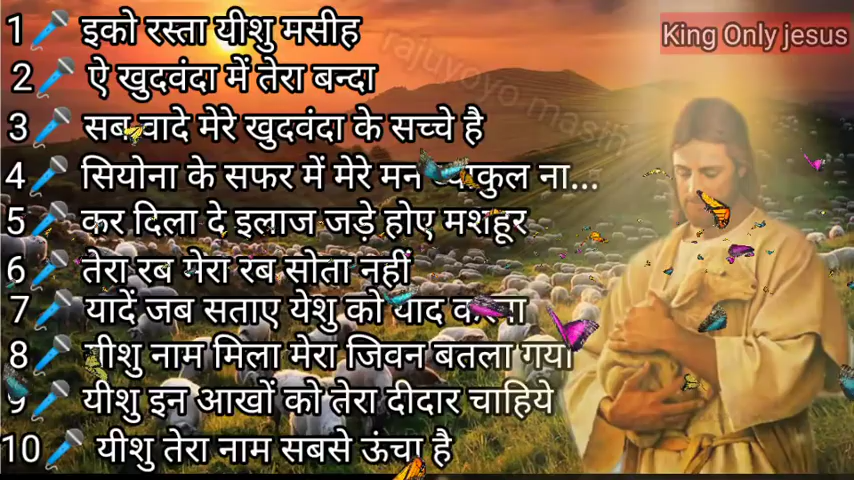 King Only jesus
rajuyoyo masih
1 इको रस्ता यीशु मसीह
2 ऐ खुदवंदा में तेरा बन्दा
3 सब वादे मेरे खुदवंदा के सच्चे है
4 सियोना के सफर में मेरे मन ना...
5 कर दिला दे इलाज जड़े होए मशहूर
6 तेरा रब मेरा रब सोता नहीं
7 यादें जब सताए येशु को याद
8 यीशु नाम मिला मेरा जिवन बतला गया
9 यीशु इन आखों को तेरा दीदार चाहिये
10 यीशु तेरा नाम सबसे ऊंचा है